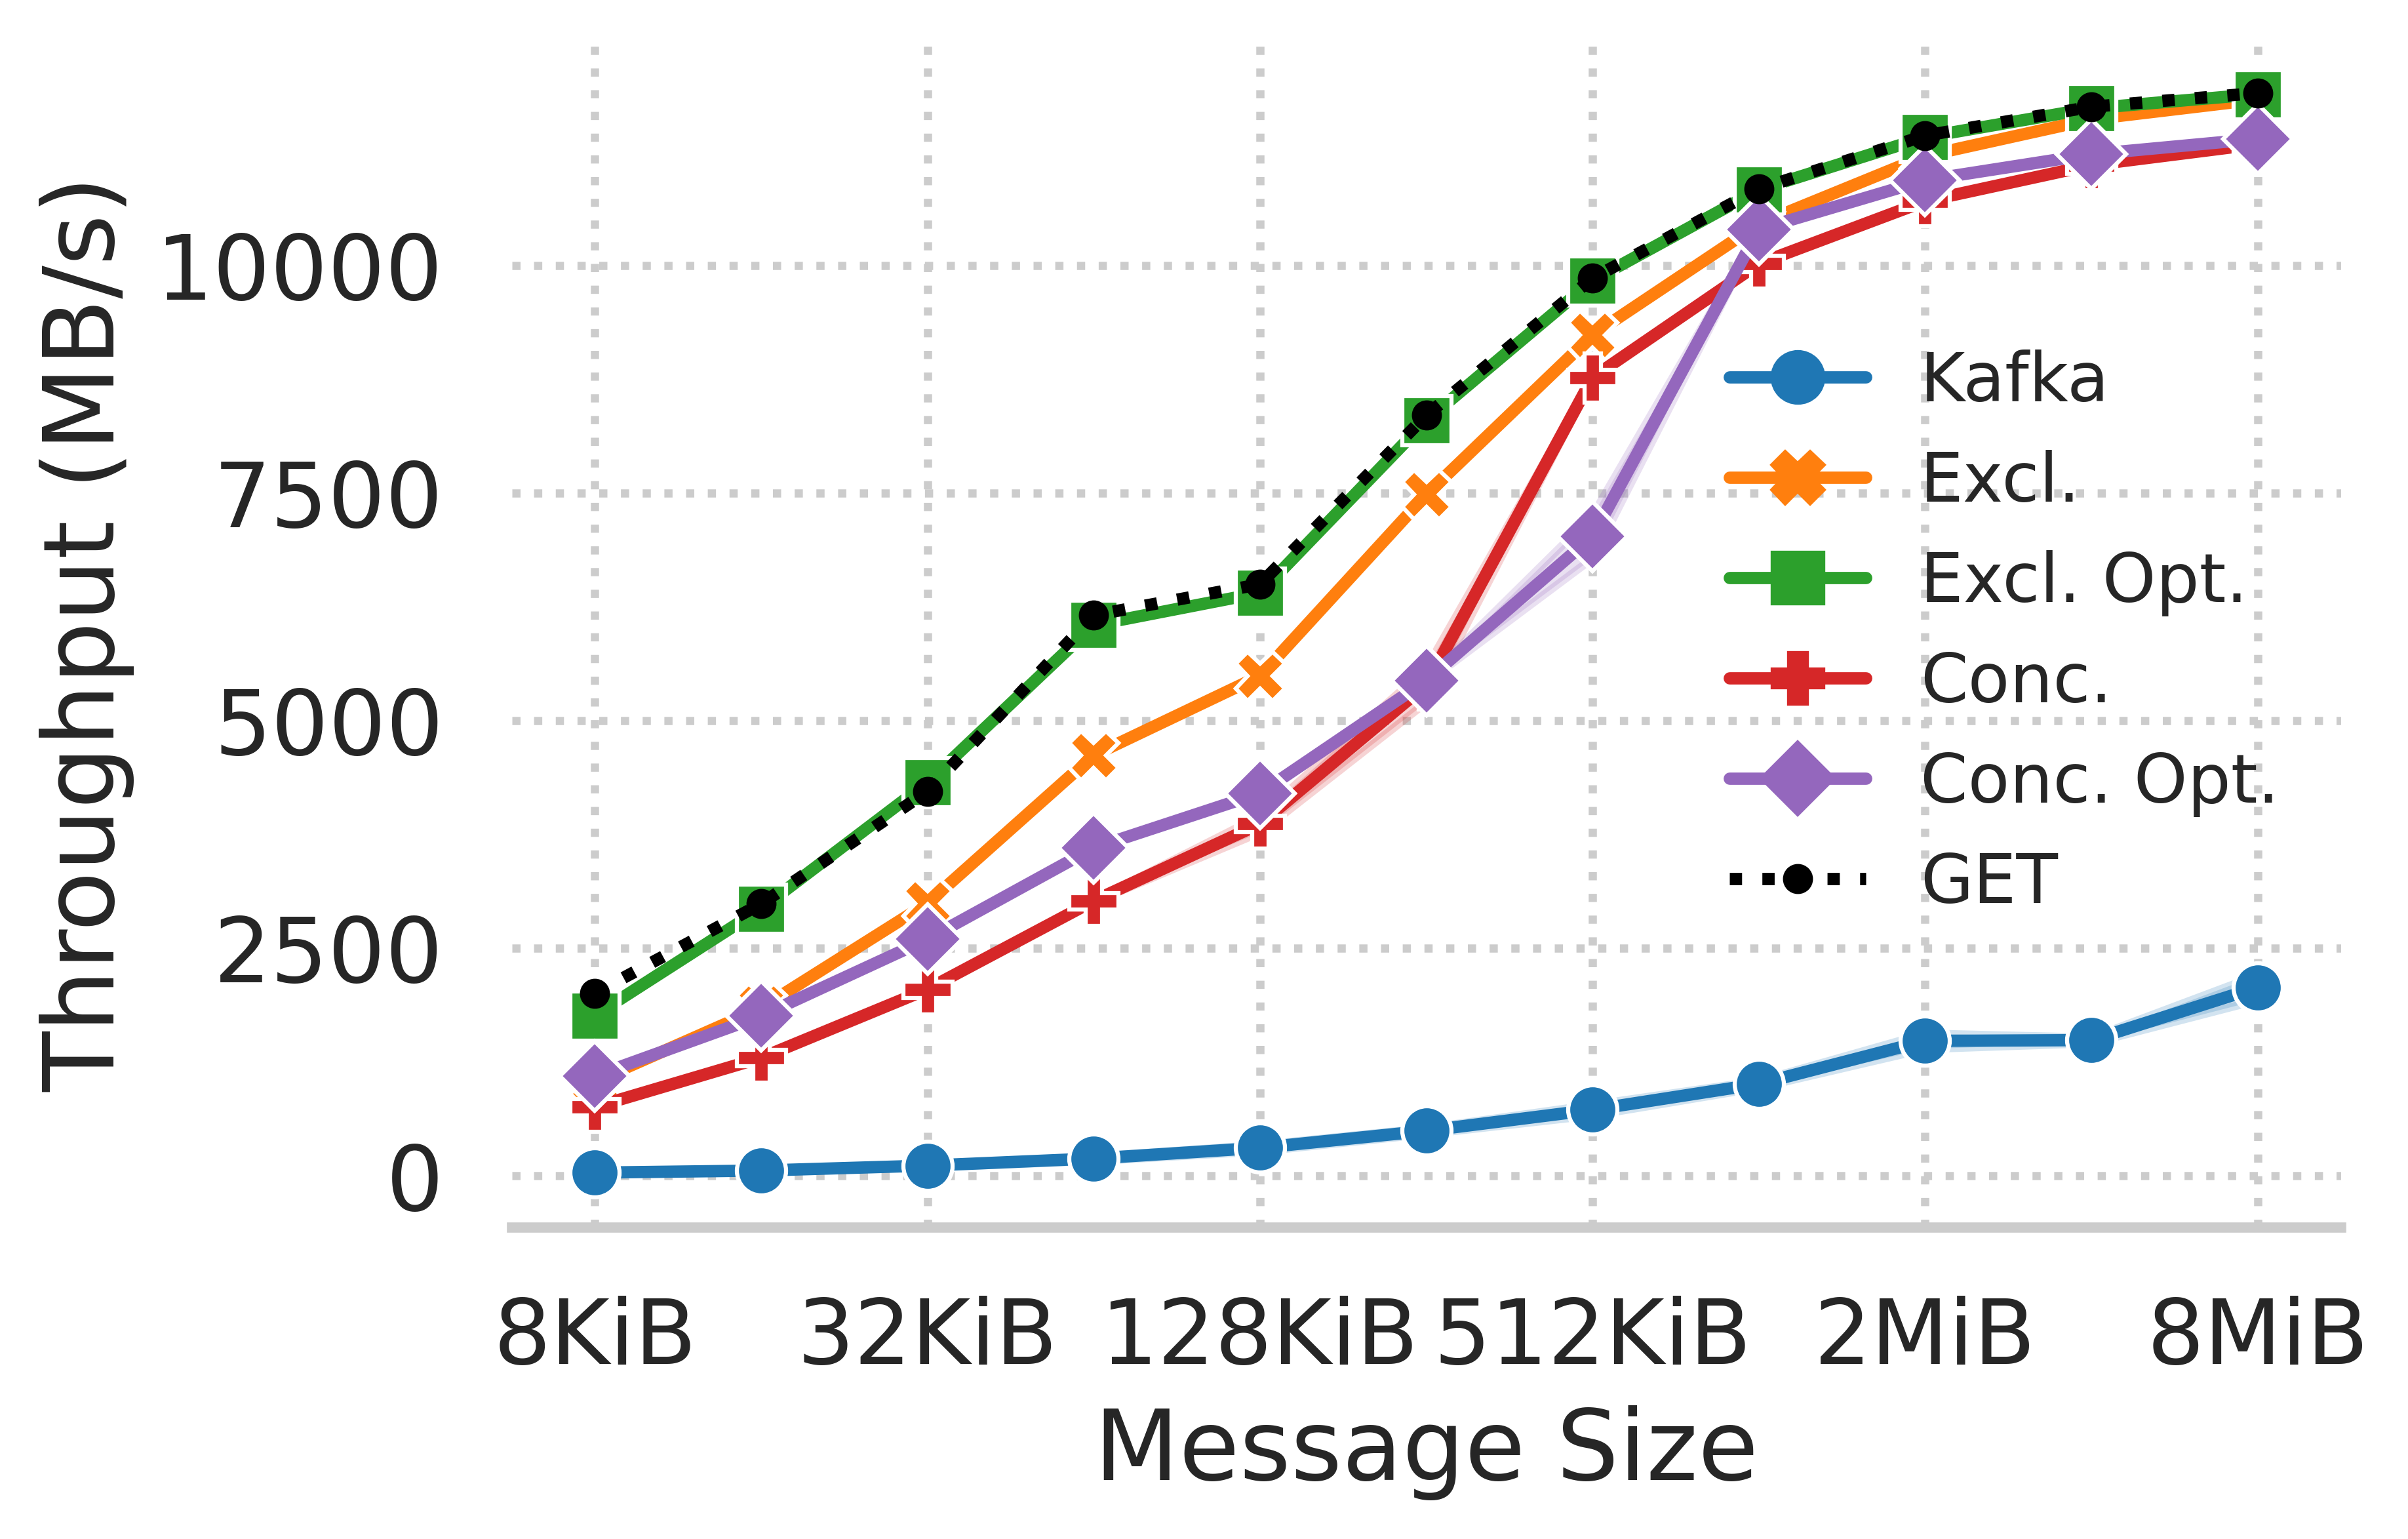 Throughput (MB/s)
10000
7500
5000
2500
0
Kafka
Excl.
Excl. Opt.
Conc.
Conc. Opt.
GET
8KiB 32KiB 128KiB 512KiB 2MiB 8MiB
Message Size